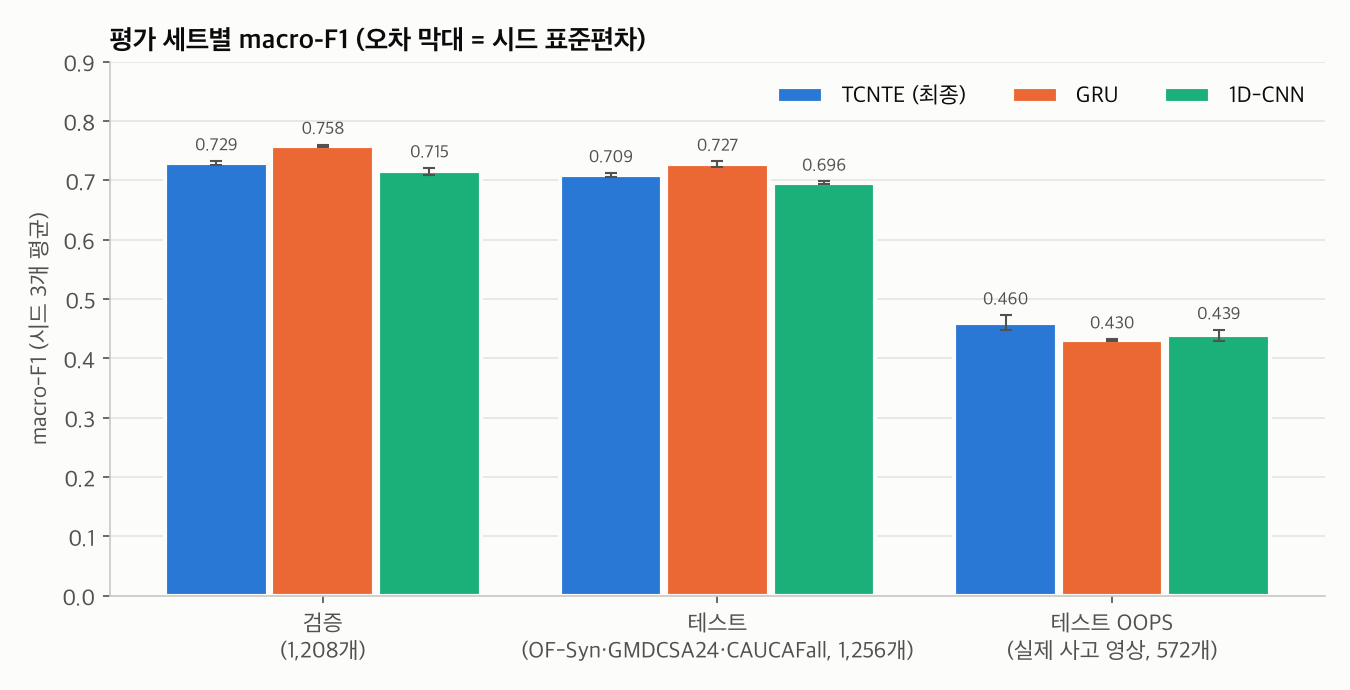 평가 세트별 macro-F1 (오차 막대 = 시드 표준편차)
TCNTE (최종) GRU 1D-CNN
macro-F1 (시드 3개 평균)
0.9
0.8
0.7
0.6
0.5
0.4
0.3
0.2
0.1
0.0
0.729 0.758 0.715
0.709 0.727 0.696
0.460 0.430 0.439
검증
(1,208개)
테스트
(OF-Syn·GMDCSA24·CAUCAFall, 1,256개)
테스트 OOPS
(실제 사고 영상, 572개)